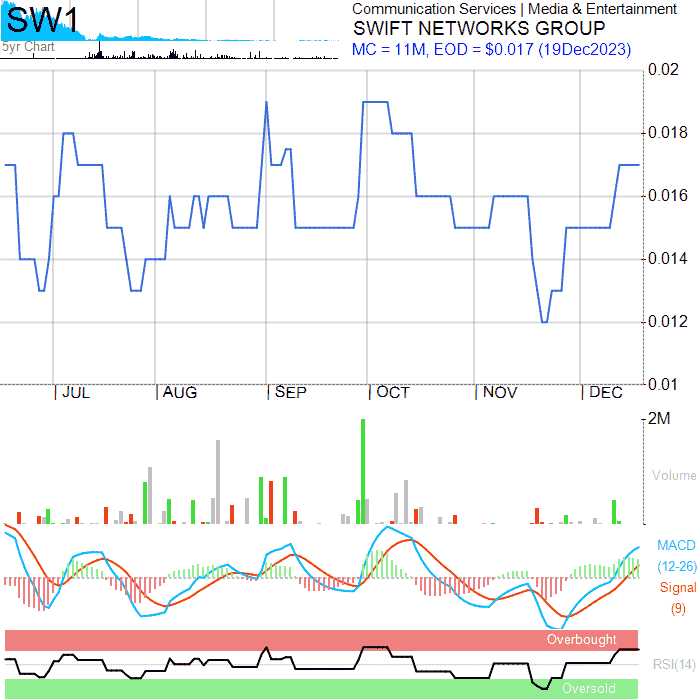 SW1
5yr Chart
Communication Services | Media & Entertainment
SWIFT NETWORKS GROUP
MC = 11M, EOD = $0.017 (19Dec2023)
0.02
0.018
0.016
0.014
0.012
0.01
JUL AUG SEP OCT NOV DEC
2M
Volume
MACD
(12-26)
Signal
(9)
Overbought
RSI(14)
Oversold